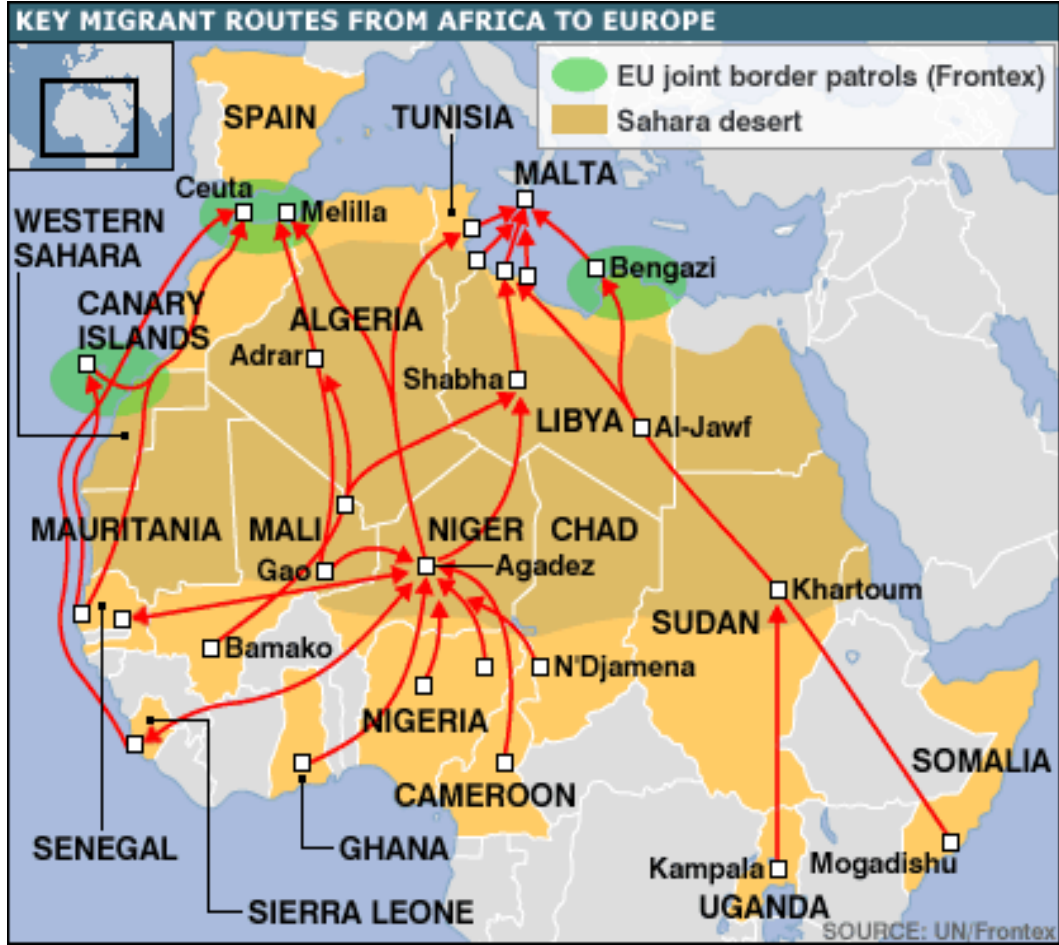 KEY MIGRANT ROUTES FROM AFRICA TO EUROPE
EU joint border patrols (Frontex)
Sahara desert
SPAIN
TUNISIA
MALTA
Ceuta
Melilla
WESTERN
SAHARA
Bengazi
CANARY
ISLANDS
ALGERIA
Adrar
Shabha
LIBYA
Al-Jawf
MAURITANIA
MALI
NIGER
CHAD
Gao
Agadez
Khartoum
SUDAN
Bamako
N'Djamena
NIGERIA
SOMALIA
CAMEROON
SENEGAL
GHANA
Kampala
Mogadishu
UGANDA
SIERRA LEONE
SOURCE: UN/Frontex